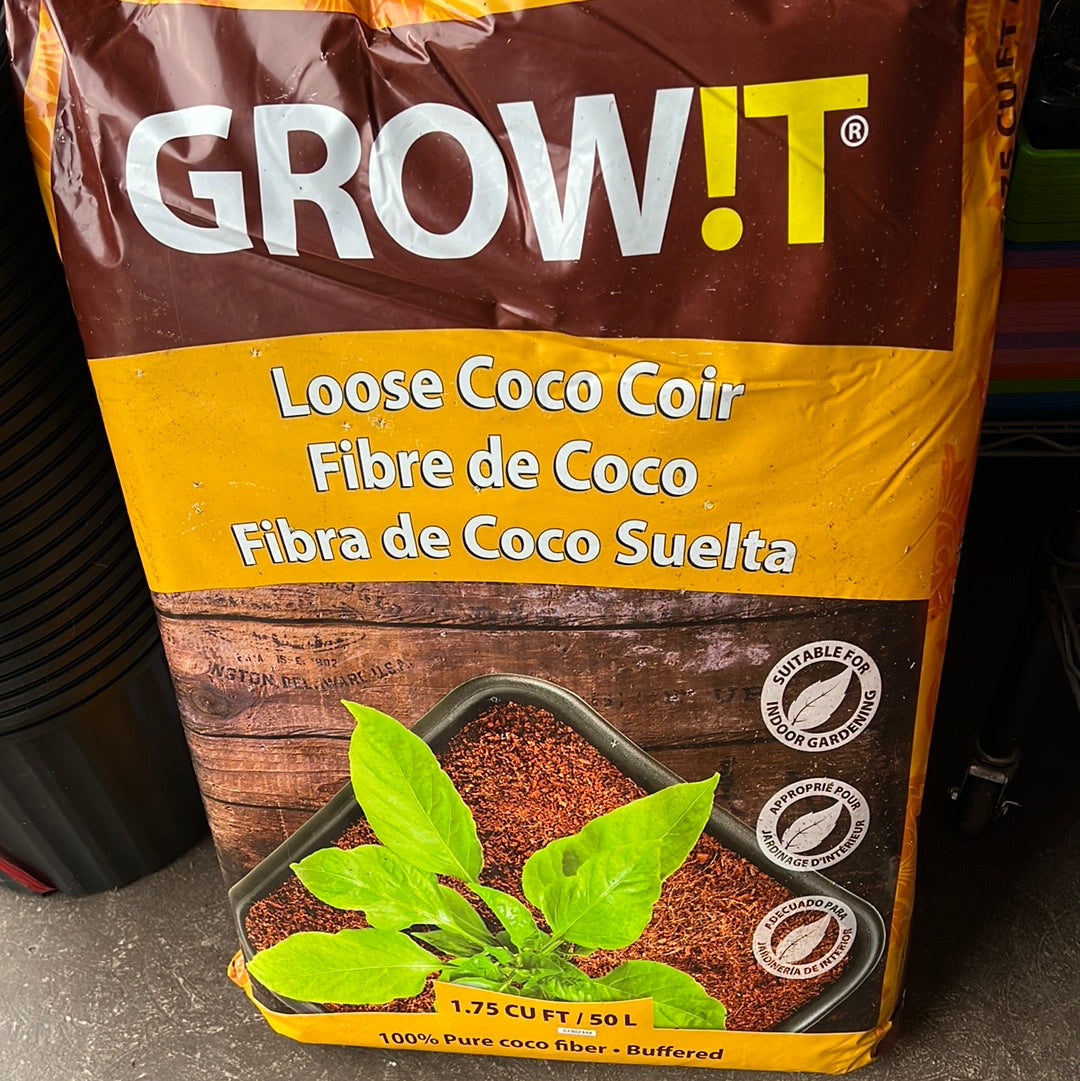 GROW!T®
Loose Coco Coir
Fibre de Coco
Fibra de Coco Suelta
SUITABLE FOR
INDOOR GARDENING
APPROPRIÉ POUR
JARDINAGE D'INTÉRIEUR
ADECUADO PARA
JARDINERÍA DE INTERIOR
1.75 CU FT / 50 L
100% Pure coco fiber • Buffered